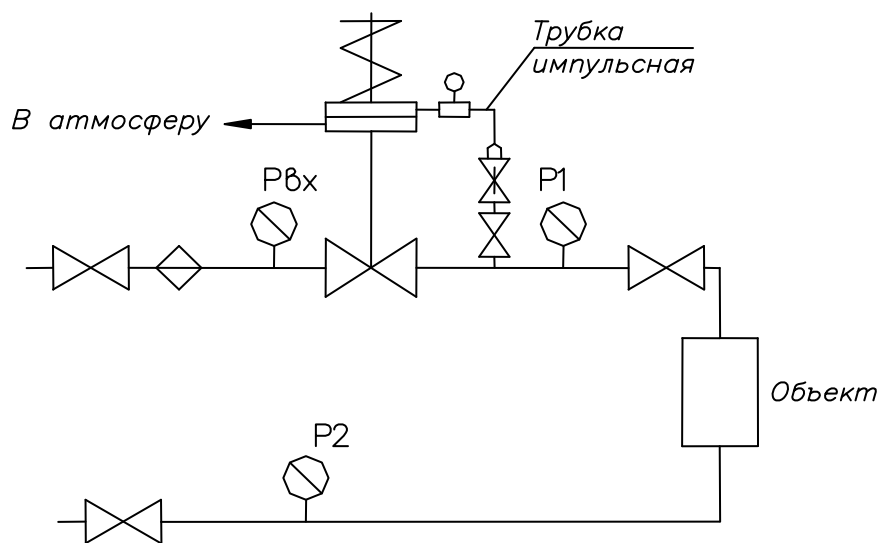 Трубка
импульсная
В атмосферу
Рвх
Р1
Объект
Р2